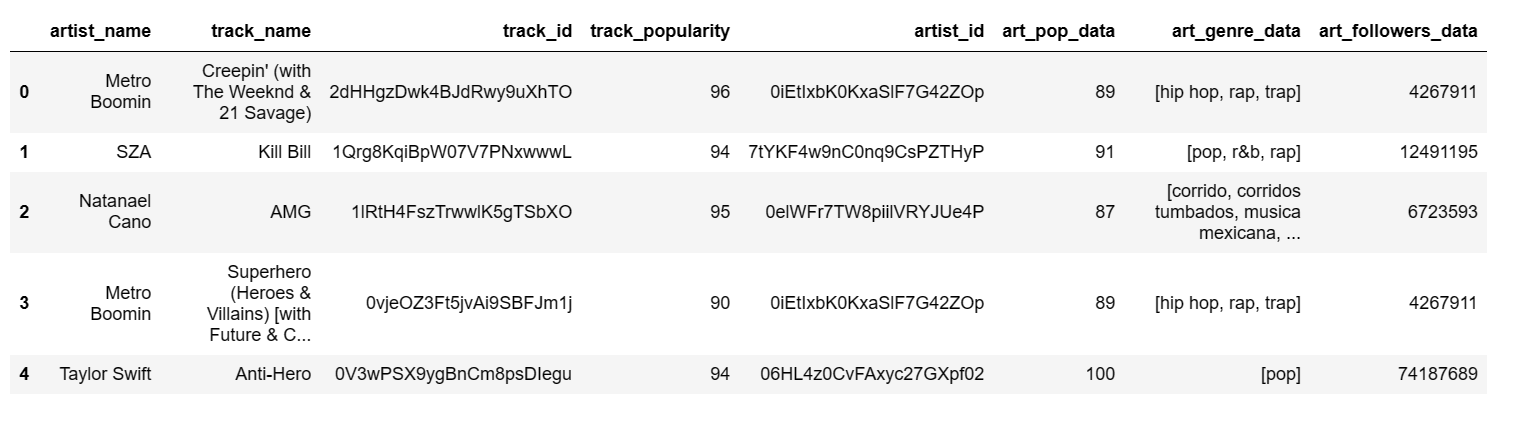 artist_name track_name track_id track_popularity artist_id art_pop_data art_genre_data art_followers_data
0 Metro Boomin Creepin' (with The Weeknd & 21 Savage) 2dHHgzDwk4BJdRwy9uXhTO 96 0iEtIxbK0KxaSlF7G42ZOp 89 [hip hop, rap, trap] 4267911
1 SZA Kill Bill 1Qrg8KqiBpW07V7PNxwwwL 94 7tYKF4w9nC0nq9CsPZTHyP 91 [pop, r&b, rap] 12491195
2 Natanael Cano AMG 1lRtH4FszTrwwlK5gTSbXO 95 0elWFr7TW8piilVRYJUe4P 87 [corrido, corridos tumbados, musica mexicana, ... 6723593
3 Metro Boomin Superhero (Heroes & Villains) [with Future & C... 0vjeOZ3Ft5jvAi9SBFJm1j 90 0iEtIxbK0KxaSlF7G42ZOp 89 [hip hop, rap, trap] 4267911
4 Taylor Swift Anti-Hero 0V3wPSX9ygBnCm8psDIegu 94 06HL4z0CvFAxyc27GXpf02 100 [pop] 74187689